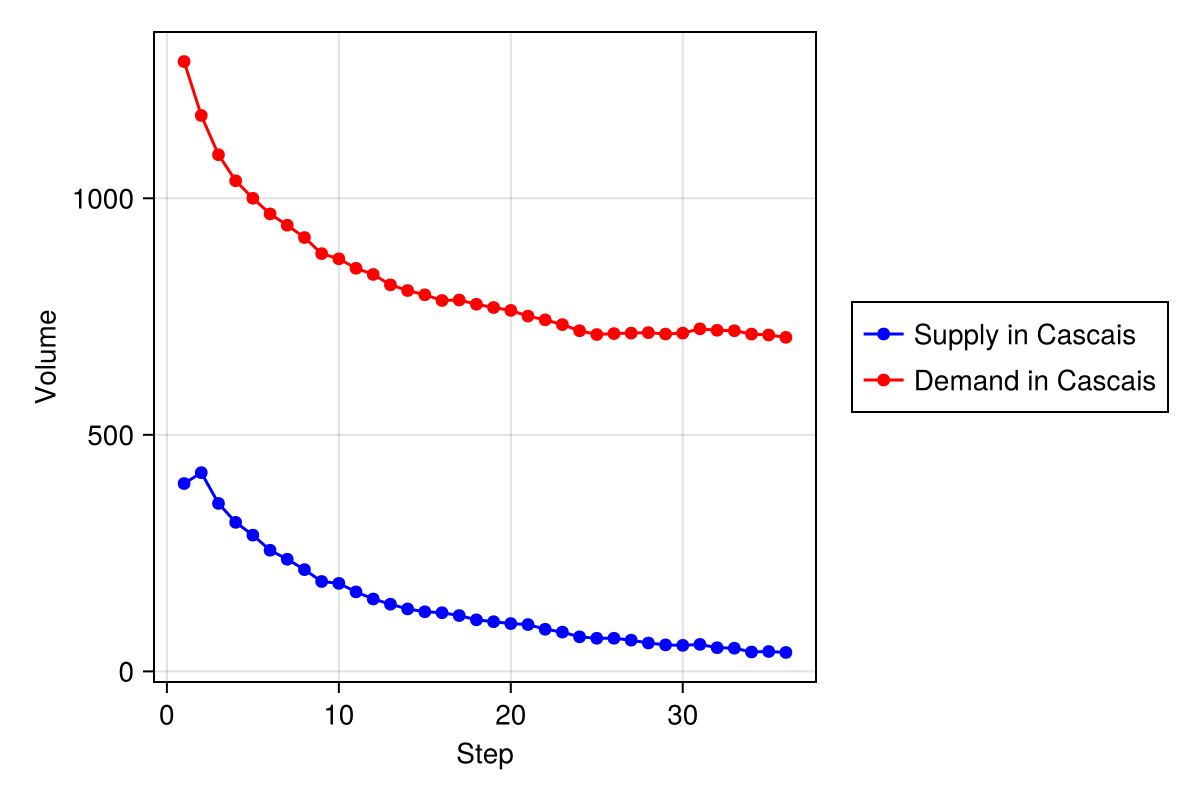 1000
500
0
0 10 20 30
Volume
Step
Supply in Cascais
Demand in Cascais